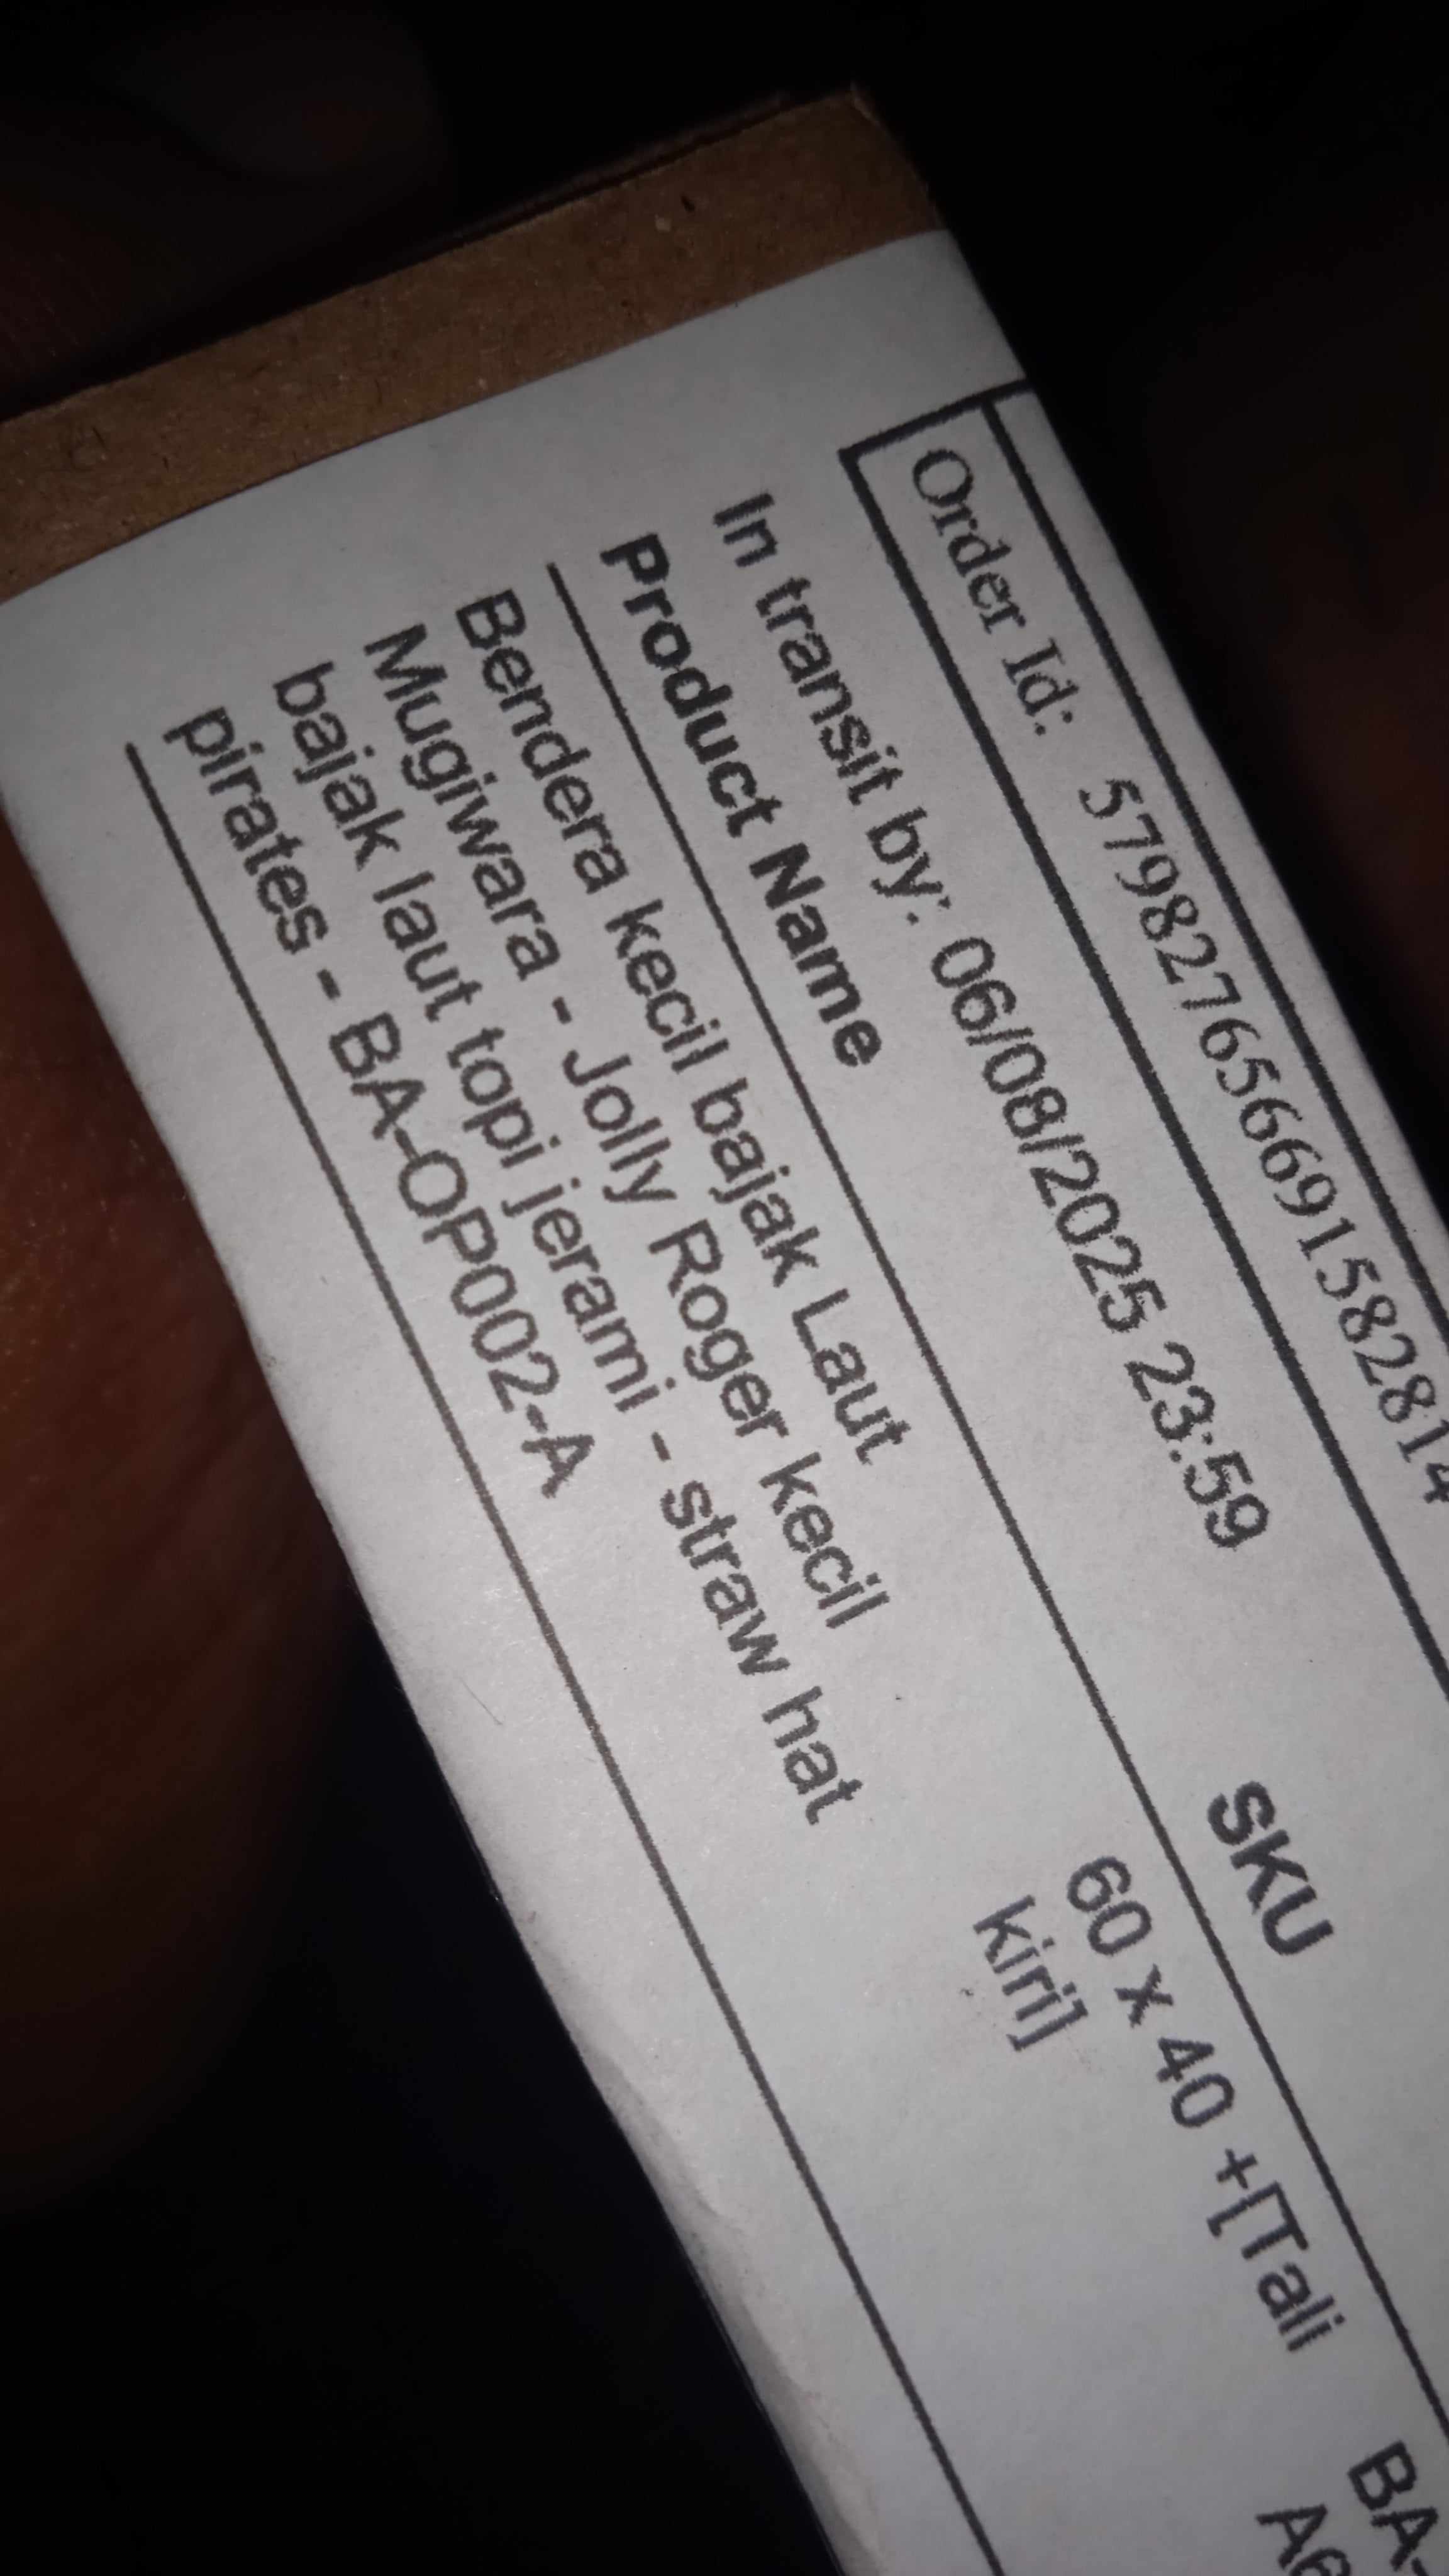 Order Id: 579827656691582814
In transit by: 06/08/2025 23:59
Product Name
SKU
Bendera kecil bajak Laut
Mugiwara - Jolly Roger kecil
bajak laut topi jerami - straw hat
pirates - BA-OP002-A
60 x 40 +[Tali
kiri]
BA-